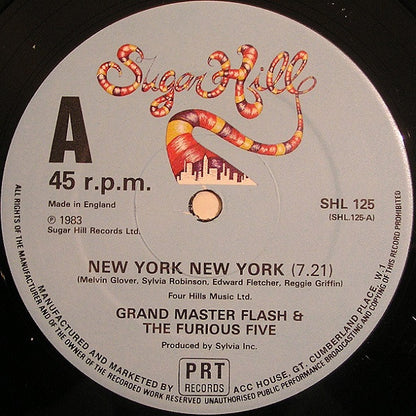 Sugar Hill
A
45 r.p.m.
Made in England
℗ 1983
Sugar Hill Records Ltd.
SHL 125
(SHL.125-A)
NEW YORK NEW YORK (7.21)
(Melvin Glover, Sylvia Robinson, Edward Fletcher, Reggie Griffin)
Four Hills Music Ltd.
GRAND MASTER FLASH &
THE FURIOUS FIVE
Produced by Sylvia Inc.
PRT
RECORDS
MANUFACTURED AND MARKETED BY
ACC HOUSE, GT. CUMBERLAND PLACE, W.1
ALL RIGHTS OF THE MANUFACTURER AND OF THE OWNER OF THE RECORDED WORK RESERVED UNAUTHORISED PUBLIC PERFORMANCE BROADCASTING AND COPYING OF THIS RECORD PROHIBITED